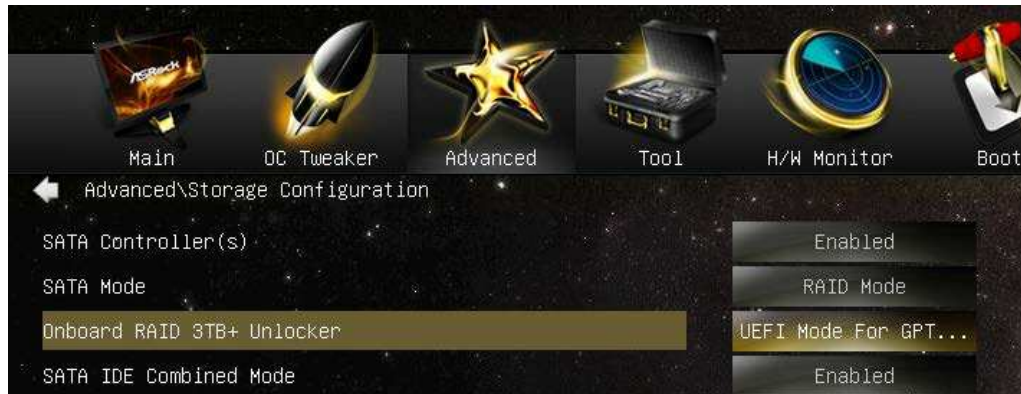 ASRock
Main OC Tweaker Advanced Tool H/W Monitor Boot
Advanced\Storage Configuration
SATA Controller(s) Enabled
SATA Mode RAID Mode
Onboard RAID 3TB+ Unlocker UEFI Mode For GPT...
SATA IDE Combined Mode Enabled